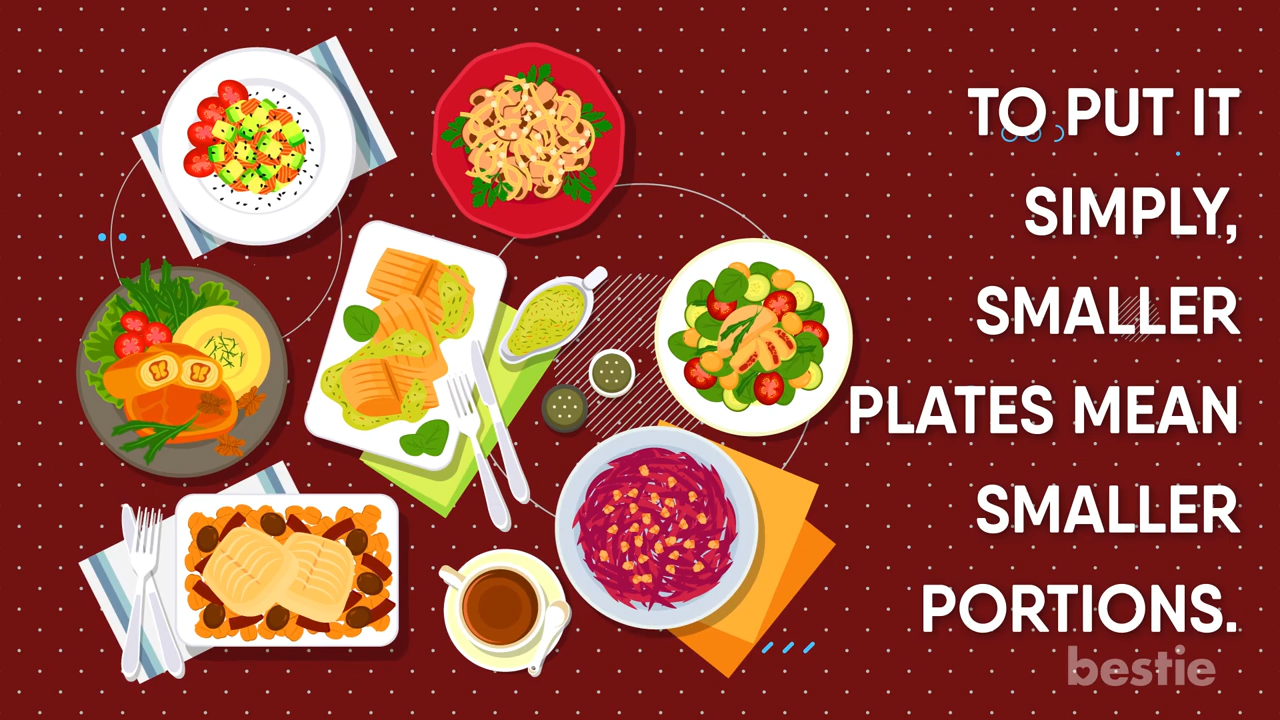 TO PUT IT
SIMPLY,
SMALLER
PLATES MEAN
SMALLER
PORTIONS.
bestie